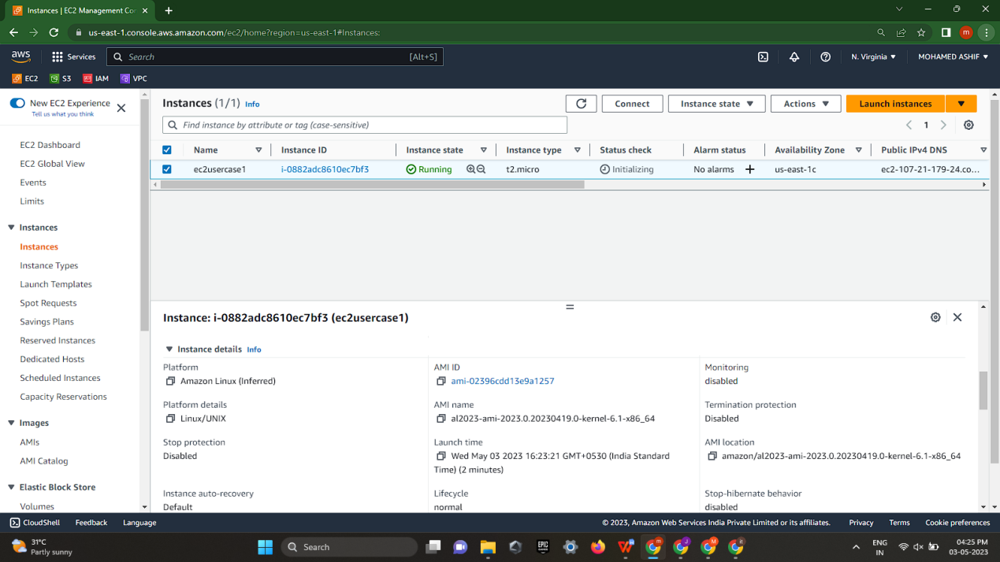 Instances | EC2 Management Con
us-east-1.console.aws.amazon.com/ec2/home?region=us-east-1#Instances:
m
aws
Services
Search
[Alt+S]
N. Virginia
MOHAMED ASHIF
EC2
S3
IAM
VPC
New EC2 Experience
Tell us what you think
EC2 Dashboard
EC2 Global View
Events
Limits
Instances
Instances
Instance Types
Launch Templates
Spot Requests
Savings Plans
Reserved Instances
Dedicated Hosts
Scheduled Instances
Capacity Reservations
Images
AMIs
AMI Catalog
Elastic Block Store
Volumes
Instances (1/1) Info
Connect
Instance state
Actions
Launch instances
Find instance by attribute or tag (case-sensitive)
1
Name Instance ID Instance state Instance type Status check Alarm status Availability Zone Public IPv4 DNS
ec2usercase1 i-0882adc8610ec7bf3 Running t2.micro Initializing No alarms + us-east-1c ec2-107-21-179-24.co...
Instance: i-0882adc8610ec7bf3 (ec2usercase1)
Instance details Info
Platform
Amazon Linux (Inferred)
AMI ID
ami-02396cdd13e9a1257
Monitoring
disabled
Platform details
Linux/UNIX
AMI name
al2023-ami-2023.0.20230419.0-kernel-6.1-x86_64
Termination protection
Disabled
Stop protection
Disabled
Launch time
Wed May 03 2023 16:23:21 GMT+0530 (India Standard
Time) (2 minutes)
AMI location
amazon/al2023-ami-2023.0.20230419.0-kernel-6.1-x86_64
Instance auto-recovery
Default
Lifecycle
normal
Stop-hibernate behavior
disabled
CloudShell
Feedback
Language
© 2023, Amazon Web Services India Private Limited or its affiliates.
Privacy
Terms
Cookie preferences
31°C
Partly sunny
Search
EPIC
m
J
M
it
ENG
IN
04:25 PM
03-05-2023